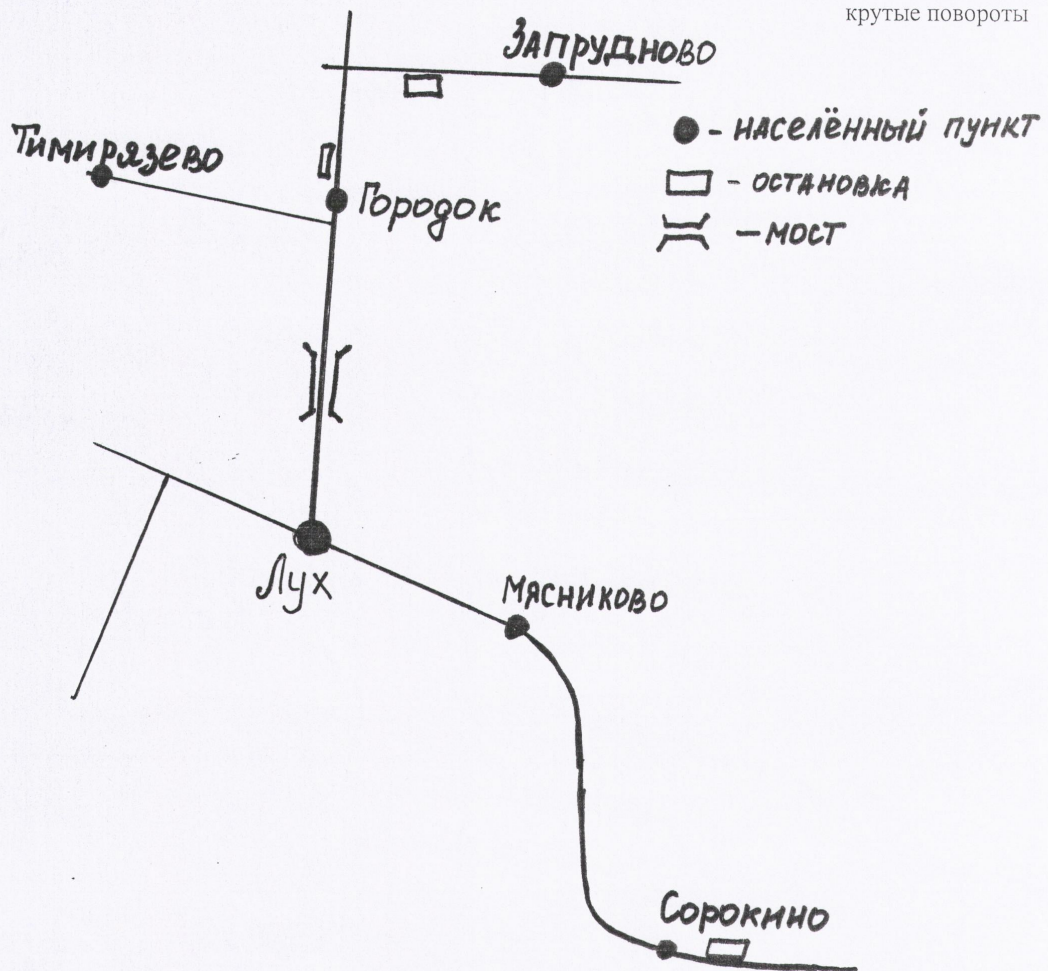 крутые повороты
Запрудново
- населённый пункт
Тимирязево
- остановка
Городок
- мост
Лух
Мясниково
Сорокино